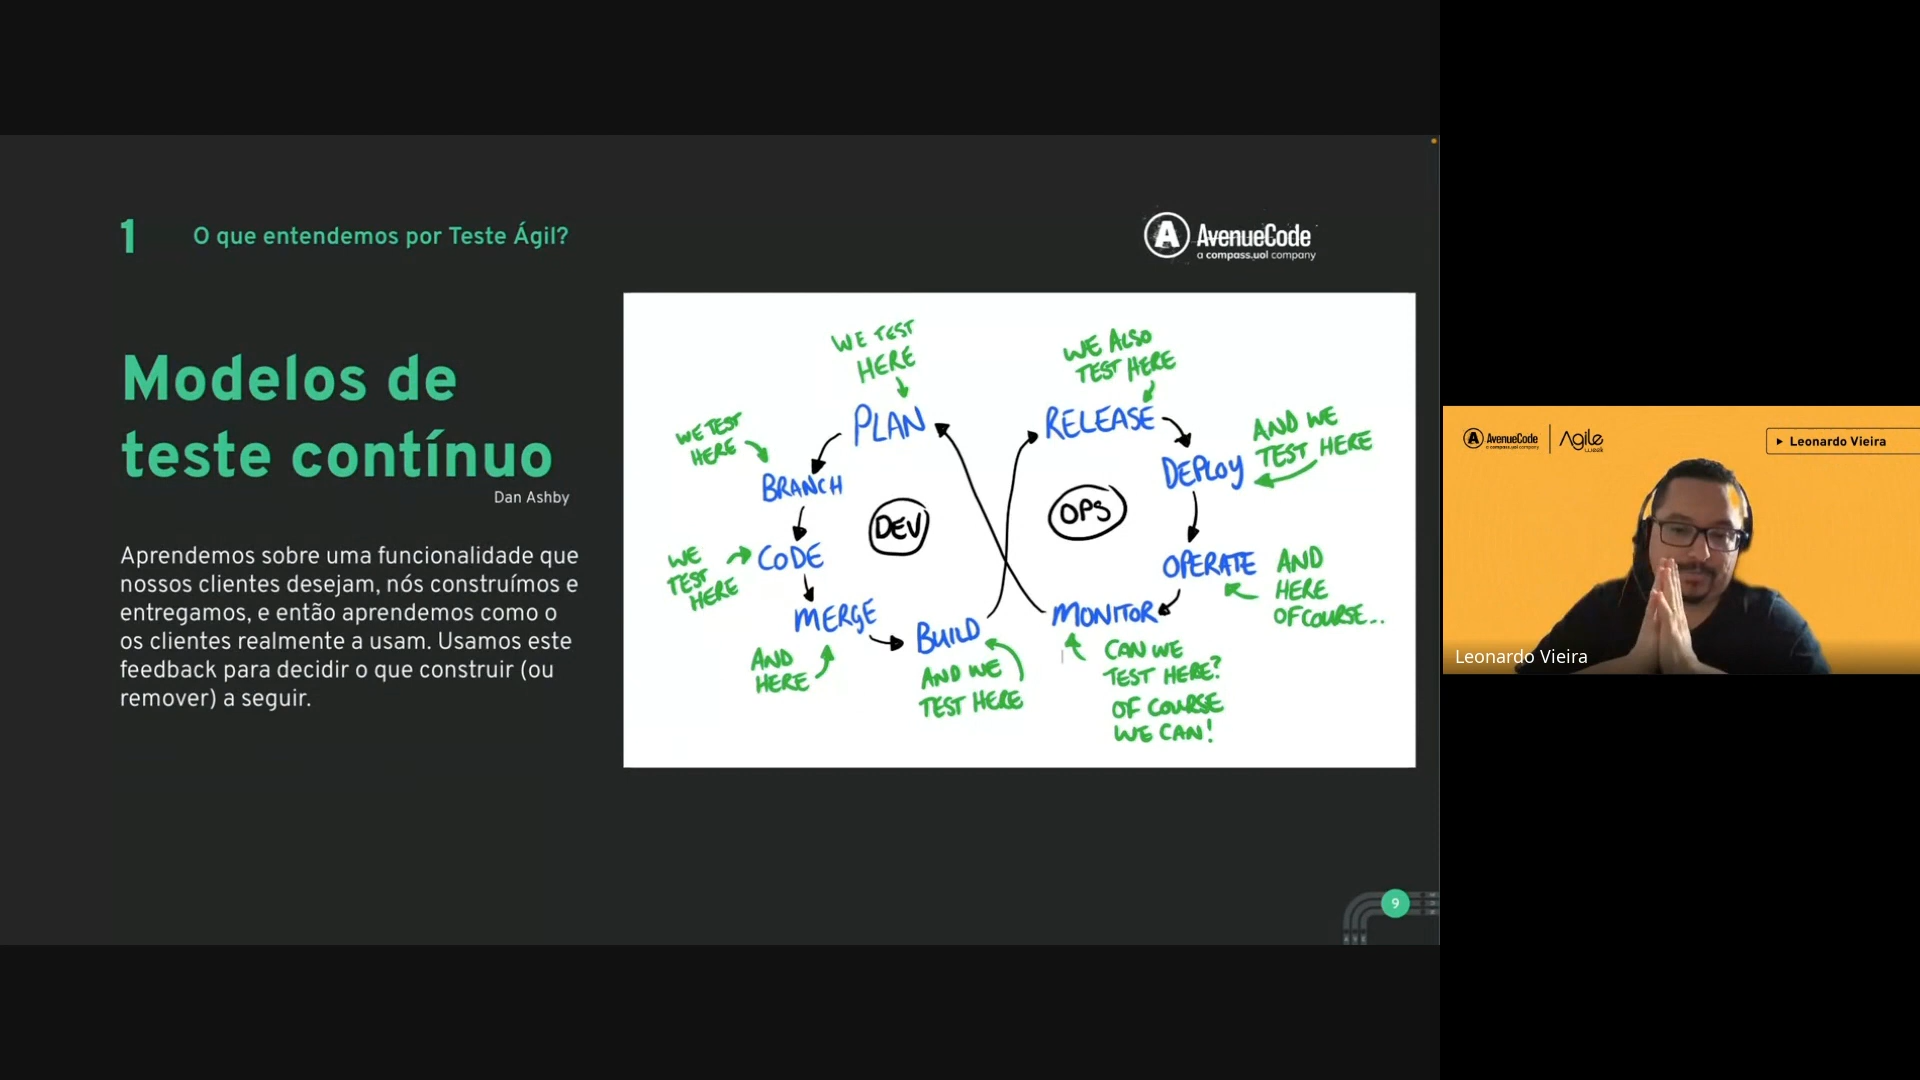 1
O que entendemos por Teste Ágil?
A
AvenueCode
a compass.uol company
Modelos de
teste contínuo
Dan Ashby
Aprendemos sobre uma funcionalidade que
nossos clientes desejam, nós construímos e
entregamos, e então aprendemos como o
os clientes realmente a usam. Usamos este
feedback para decidir o que construir (ou
remover) a seguir.
WE TEST
HERE
PLAN
WE TEST
HERE
BRANCH
DEV
WE
TEST
HERE
CODE
MERGE
AND
HERE
BUILD
AND WE
TEST HERE
WE ALSO
TEST HERE
RELEASE
AND WE
TEST HERE
DEPLOY
OPS
OPERATE
AND
HERE
OFCOURSE..
MONITOR
CAN WE
TEST HERE?
OF COURSE
WE CAN!
9
AvenueCode
Agile
week
Leonardo Vieira
Leonardo Vieira